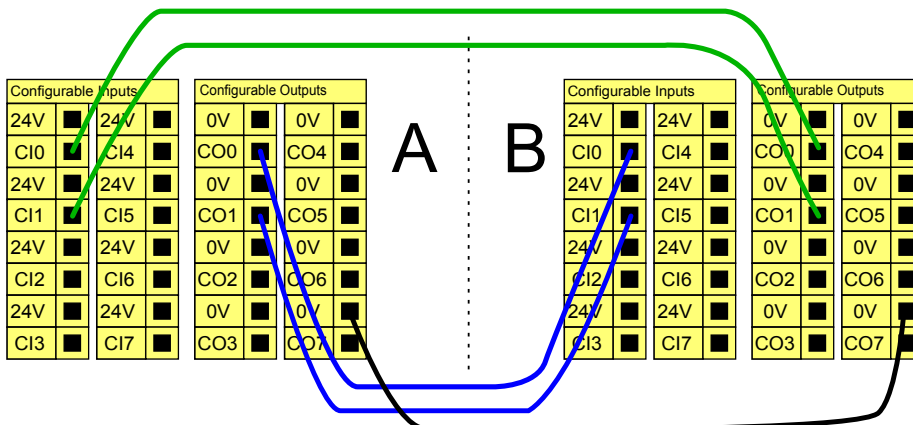 Configurable Inputs
24V 24V
CI0 CI4
24V 24V
CI1 CI5
24V 24V
CI2 CI6
24V 24V
CI3 CI7
Configurable Outputs
0V 0V
CO0 CO4
0V 0V
CO1 CO5
0V 0V
CO2 CO6
0V 0V
CO3 CO7
A
B
Configurable Inputs
24V 24V
CI0 CI4
24V 24V
CI1 CI5
24V 24V
CI2 CI6
24V 24V
CI3 CI7
Configurable Outputs
0V 0V
CO0 CO4
0V 0V
CO1 CO5
0V 0V
CO2 CO6
0V 0V
CO3 CO7